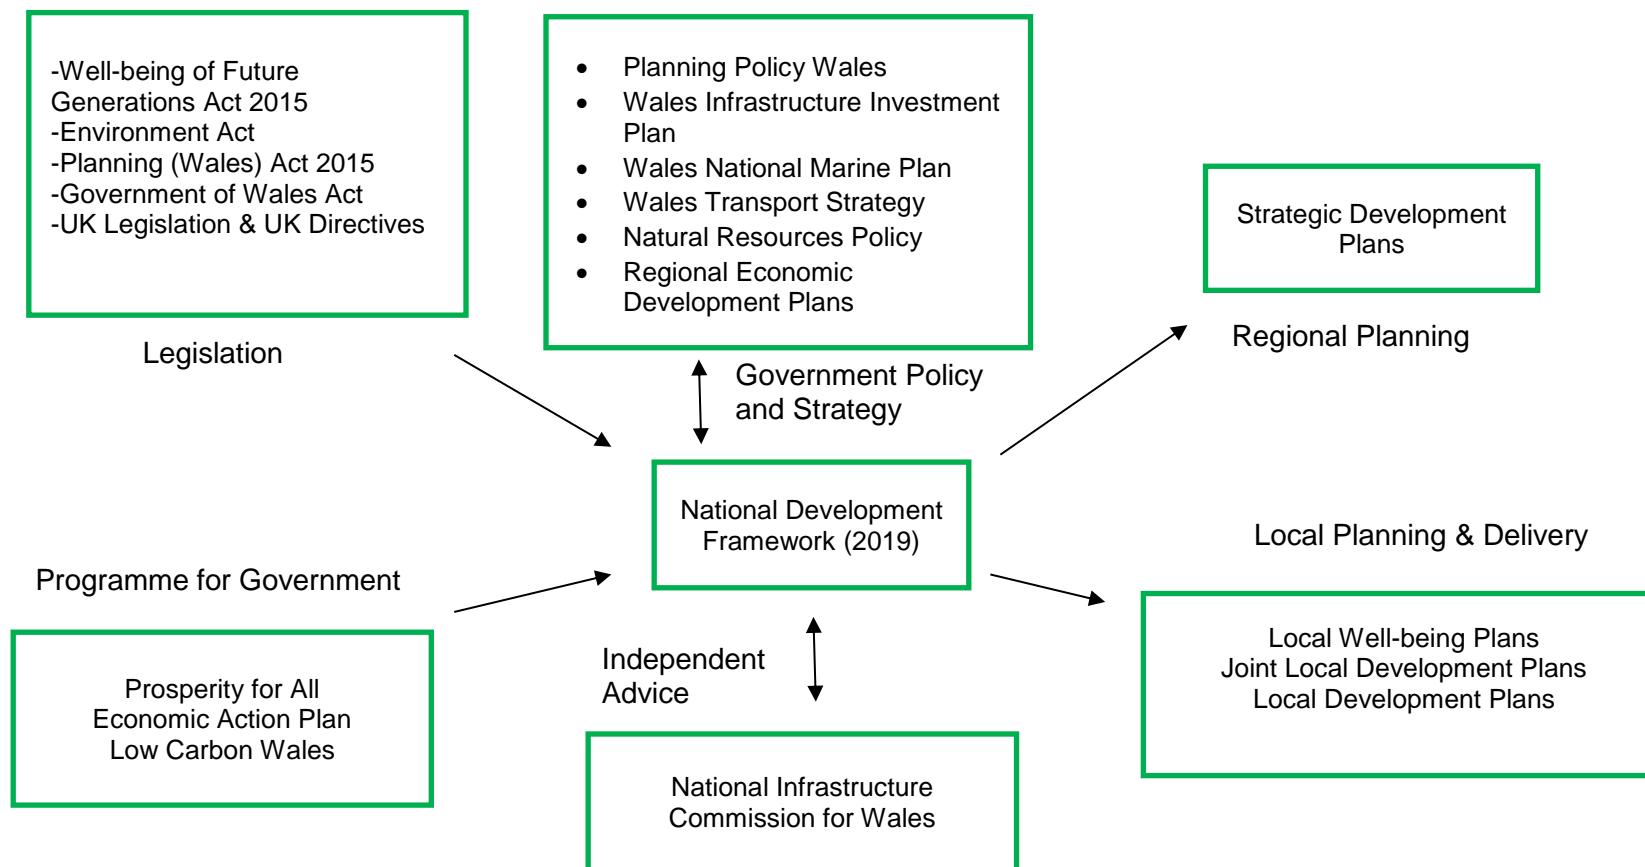 -Well-being of Future
Generations Act 2015
-Environment Act
-Planning (Wales) Act 2015
-Government of Wales Act
-UK Legislation & UK Directives
Legislation
• Planning Policy Wales
• Wales Infrastructure Investment
Plan
• Wales National Marine Plan
• Wales Transport Strategy
• Natural Resources Policy
• Regional Economic
Development Plans
Government Policy
and Strategy
Strategic Development
Plans
Regional Planning
National Development
Framework (2019)
Programme for Government
Prosperity for All
Economic Action Plan
Low Carbon Wales
Independent
Advice
National Infrastructure
Commission for Wales
Local Planning & Delivery
Local Well-being Plans
Joint Local Development Plans
Local Development Plans